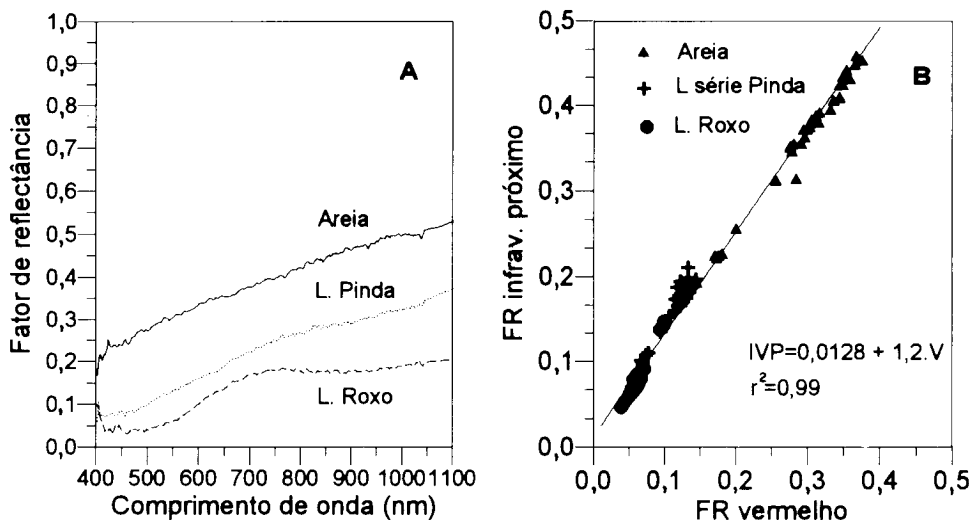 A
Fator de reflectância
1,0
0,9
0,8
0,7
0,6
0,5
0,4
0,3
0,2
0,1
0,0
Areia
L. Pinda
L. Roxo
400 500 600 700 800 900 1000 1100
Comprimento de onda (nm)
B
FR infrav. próximo
0,5
0,4
0,3
0,2
0,1
0,0
Areia
L série Pinda
L. Roxo
IVP=0,0128 + 1,2.V
r²=0,99
0,0 0,1 0,2 0,3 0,4 0,5
FR vermelho